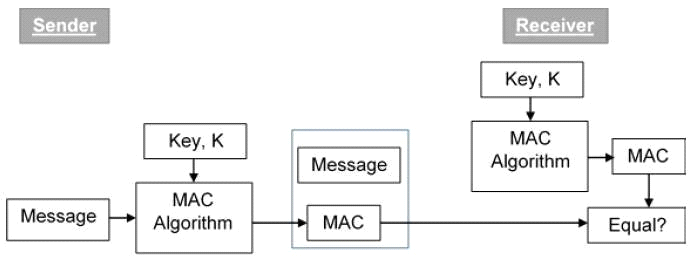 Sender
Receiver
Key, K
Key, K
MAC
Algorithm
MAC
Message
MAC
Algorithm
Message
MAC
Equal?